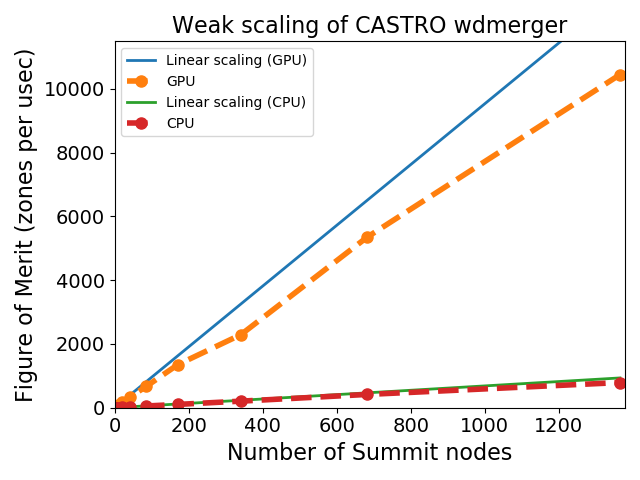 Weak scaling of CASTRO wdmerger
Linear scaling (GPU)
GPU
Linear scaling (CPU)
CPU
Figure of Merit (zones per usec)
10000
8000
6000
4000
2000
0
0 200 400 600 800 1000 1200
Number of Summit nodes